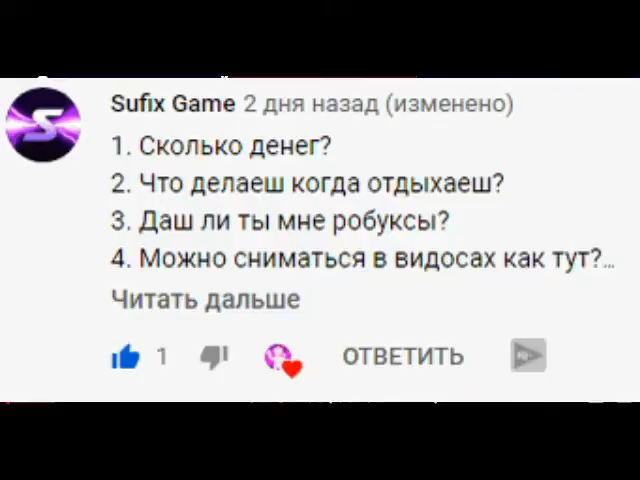 Sufix Game 2 дня назад (изменено)
1. Сколько денег?
2. Что делаеш когда отдыхаеш?
3. Даш ли ты мне робуксы?
4. Можно сниматься в видосах как тут?...
Читать дальше
1 ОТВЕТИТЬ